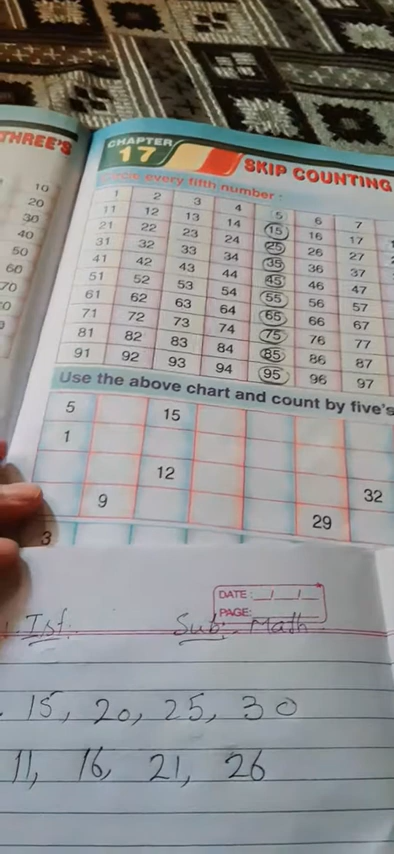 THREE'S
10
20
30
40
50
60
70
CHAPTER
17
SKIP COUNTING
every fifth number :
1 2 3 4 5 6 7
11 12 13 14 15 16 17
21 22 23 24 25 26 27
31 32 33 34 35 36 37
41 42 43 44 45 46 47
51 52 53 54 55 56 57
61 62 63 64 65 66 67
71 72 73 74 75 76 77
81 82 83 84 85 86 87
91 92 93 94 95 96 97
Use the above chart and count by five's
5 15
1
12
32
9
29
3
DATE : __/__/__
PAGE:
Ist. Sub:- Math
15, 20, 25, 30
11, 16, 21, 26